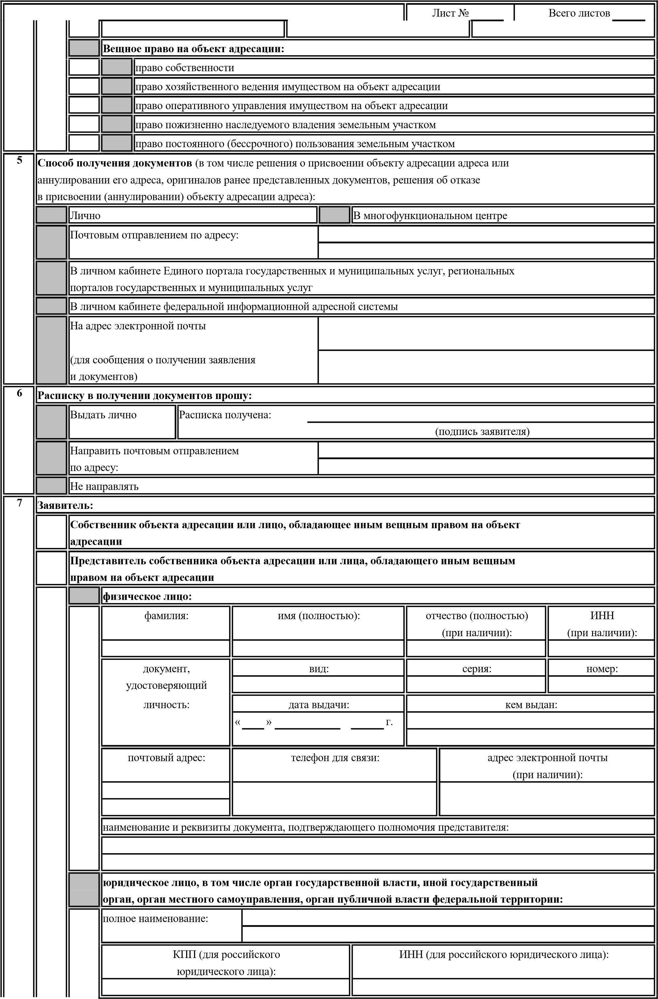 Лист № ____ Всего листов ____
Вещное право на объект адресации:
право собственности
право хозяйственного ведения имуществом на объект адресации
право оперативного управления имуществом на объект адресации
право пожизненно наследуемого владения земельным участком
право постоянного (бессрочного) пользования земельным участком
5 Способ получения документов (в том числе решения о присвоении объекту адресации адреса или
аннулировании его адреса, оригиналов ранее представленных документов, решения об отказе
в присвоении (аннулировании) объекту адресации адреса):
Лично В многофункциональном центре
Почтовым отправлением по адресу:
В личном кабинете Единого портала государственных и муниципальных услуг, региональных
порталов государственных и муниципальных услуг
В личном кабинете федеральной информационной адресной системы
На адрес электронной почты
(для сообщения о получении заявления
и документов)
6 Расписку в получении документов прошу:
Выдать лично Расписка получена:
(подпись заявителя)
Направить почтовым отправлением
по адресу:
Не направлять
7 Заявитель:
Собственник объекта адресации или лицо, обладающее иным вещным правом на объект
адресации
Представитель собственника объекта адресации или лица, обладающего иным вещным
правом на объект адресации
физическое лицо:
фамилия: имя (полностью): отчество (полностью) ИНН
(при наличии): (при наличии):
документ, вид: серия: номер:
удостоверяющий
личность: дата выдачи: кем выдан:
« ___ » ________ ____ г.
почтовый адрес: телефон для связи: адрес электронной почты
(при наличии):
наименование и реквизиты документа, подтверждающего полномочия представителя:
юридическое лицо, в том числе орган государственной власти, иной государственный
орган, орган местного самоуправления, орган публичной власти федеральной территории:
полное наименование:
КПП (для российского ИНН (для российского юридического лица):
юридического лица):